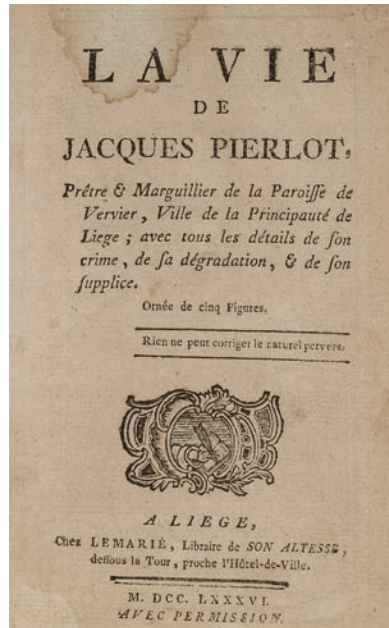 LA VIE
DE
JACQUES PIERLOT,
Prêtre & Marguillier de la Paroiſſe de
Vervier, Ville de la Principauté de
Liege ; avec tous les détails de ſon
crime, de ſa dégradation, & de ſon
ſupplice.
Ornée de cinq Figures.
Rien ne peut corriger le naturel pervers.
A LIEGE,
Chez LEMARIÉ, Libraire de SON ALTESSE,
deſſous la Tour, proche l'Hôtel-de-Ville.
M. DCC. LXXXVI.
AVEC PERMISSION.